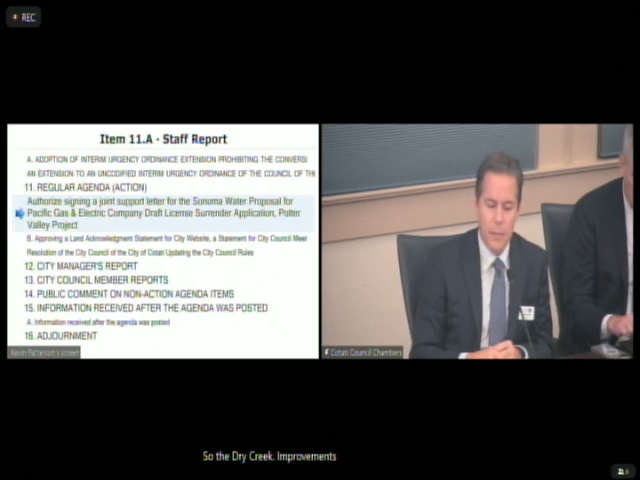 REC
Item 11.A - Staff Report
A. ADOPTION OF INTERIM URGENCY ORDINANCE EXTENSION PROHIBITING THE CONVERSI
AN EXTENSION TO AN UNCODIFIED INTERIM URGENCY ORDINANCE OF THE COUNCIL OF THE
11. REGULAR AGENDA (ACTION)
Authorize signing a joint support letter for the Sonoma Water Proposal for
Pacific Gas & Electric Company Draft License Surrender Application, Potter
Valley Project
B. Approving a Land Acknowledgment Statement for City Website, a Statement for City Council Meet
Resolution of the City Council of the City of Cotati Updating the City Council Rules
12. CITY MANAGER'S REPORT
13. CITY COUNCIL MEMBER REPORTS
14. PUBLIC COMMENT ON NON-ACTION AGENDA ITEMS
15. INFORMATION RECEIVED AFTER THE AGENDA WAS POSTED
A. Information received after the agenda was posted
16. ADJOURNMENT
Kevin Patterson's screen
Cotati Council Chambers
So the Dry Creek. Improvements